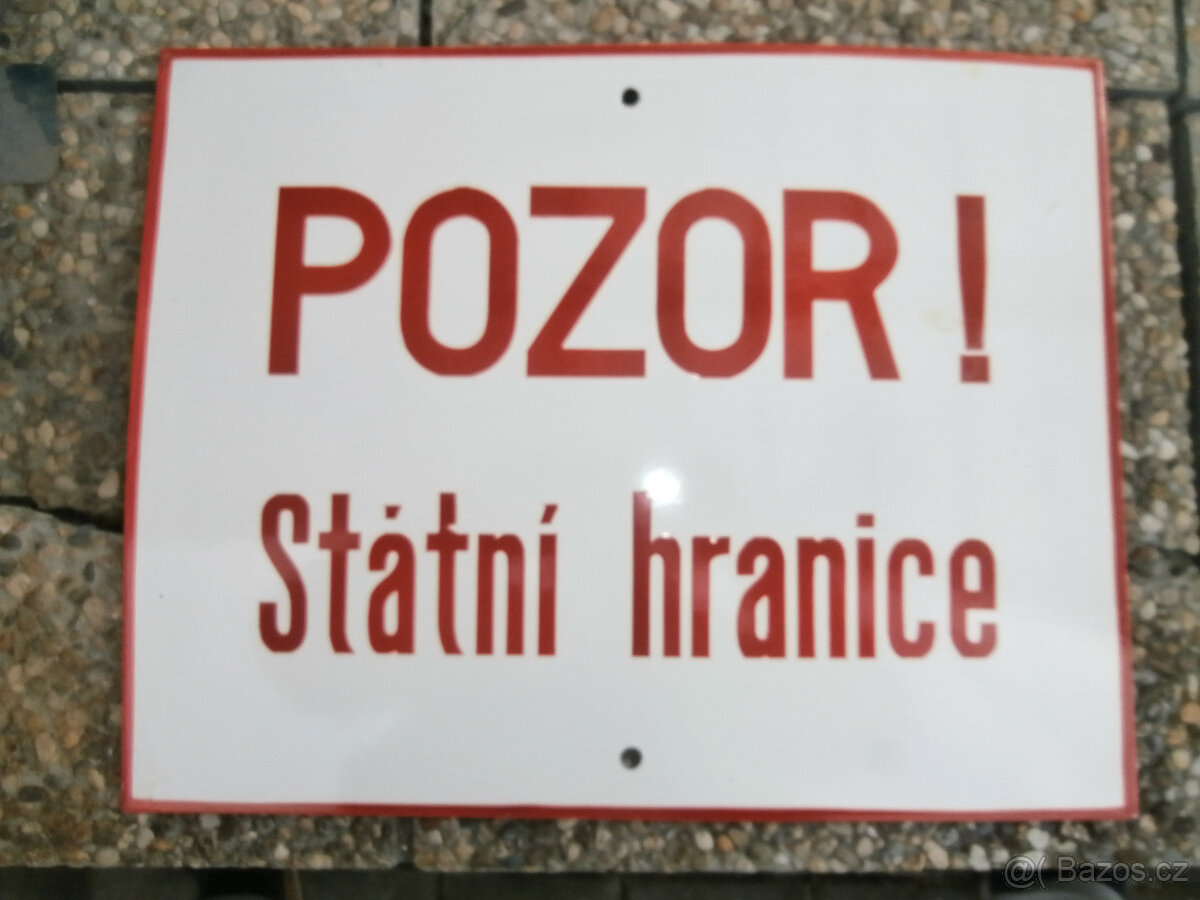 POZOR!
Státní hranice
@( Bazos.cz